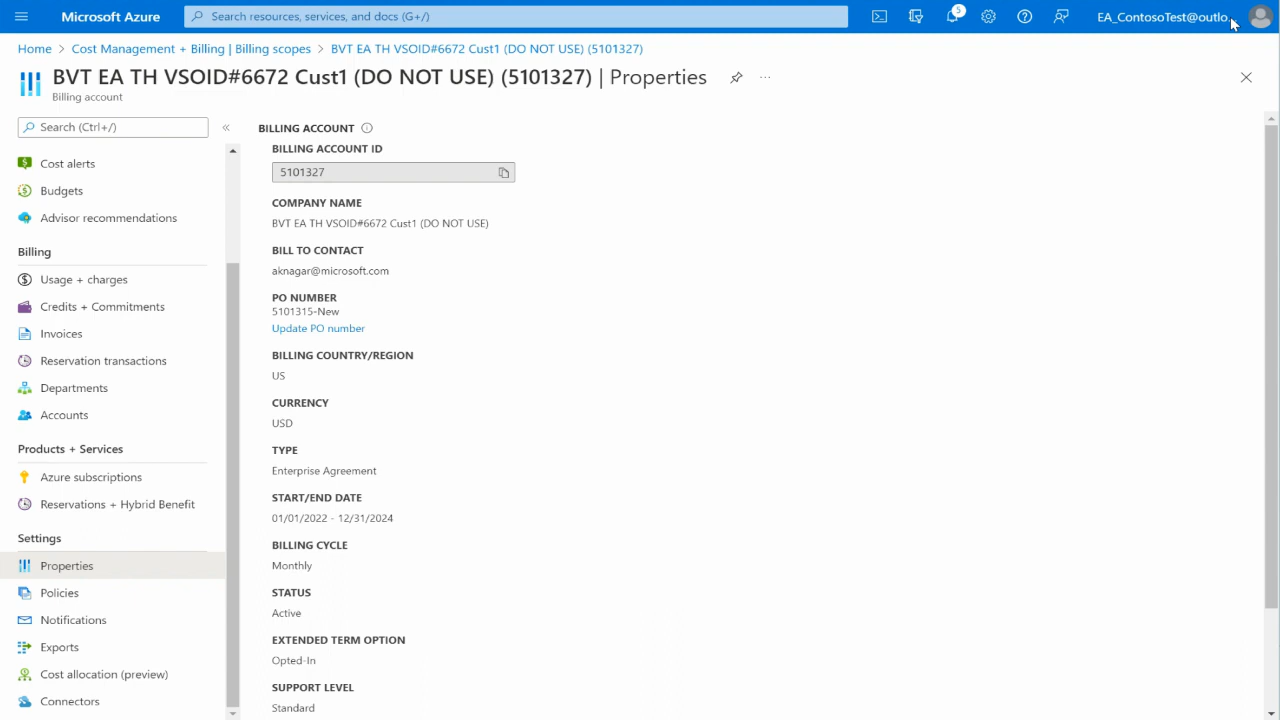 Microsoft Azure
Search resources, services, and docs (G+/)
5
EA_ContosoTest@outlo...
Home > Cost Management + Billing | Billing scopes > BVT EA TH VSOID#6672 Cust1 (DO NOT USE) (5101327)
BVT EA TH VSOID#6672 Cust1 (DO NOT USE) (5101327) | Properties
Billing account
Search (Ctrl+/)
Cost alerts
Budgets
Advisor recommendations
Billing
Usage + charges
Credits + Commitments
Invoices
Reservation transactions
Departments
Accounts
Products + Services
Azure subscriptions
Reservations + Hybrid Benefit
Settings
Properties
Policies
Notifications
Exports
Cost allocation (preview)
Connectors
BILLING ACCOUNT
BILLING ACCOUNT ID
5101327
COMPANY NAME
BVT EA TH VSOID#6672 Cust1 (DO NOT USE)
BILL TO CONTACT
aknagar@microsoft.com
PO NUMBER
5101315-New
Update PO number
BILLING COUNTRY/REGION
US
CURRENCY
USD
TYPE
Enterprise Agreement
START/END DATE
01/01/2022 - 12/31/2024
BILLING CYCLE
Monthly
STATUS
Active
EXTENDED TERM OPTION
Opted-In
SUPPORT LEVEL
Standard